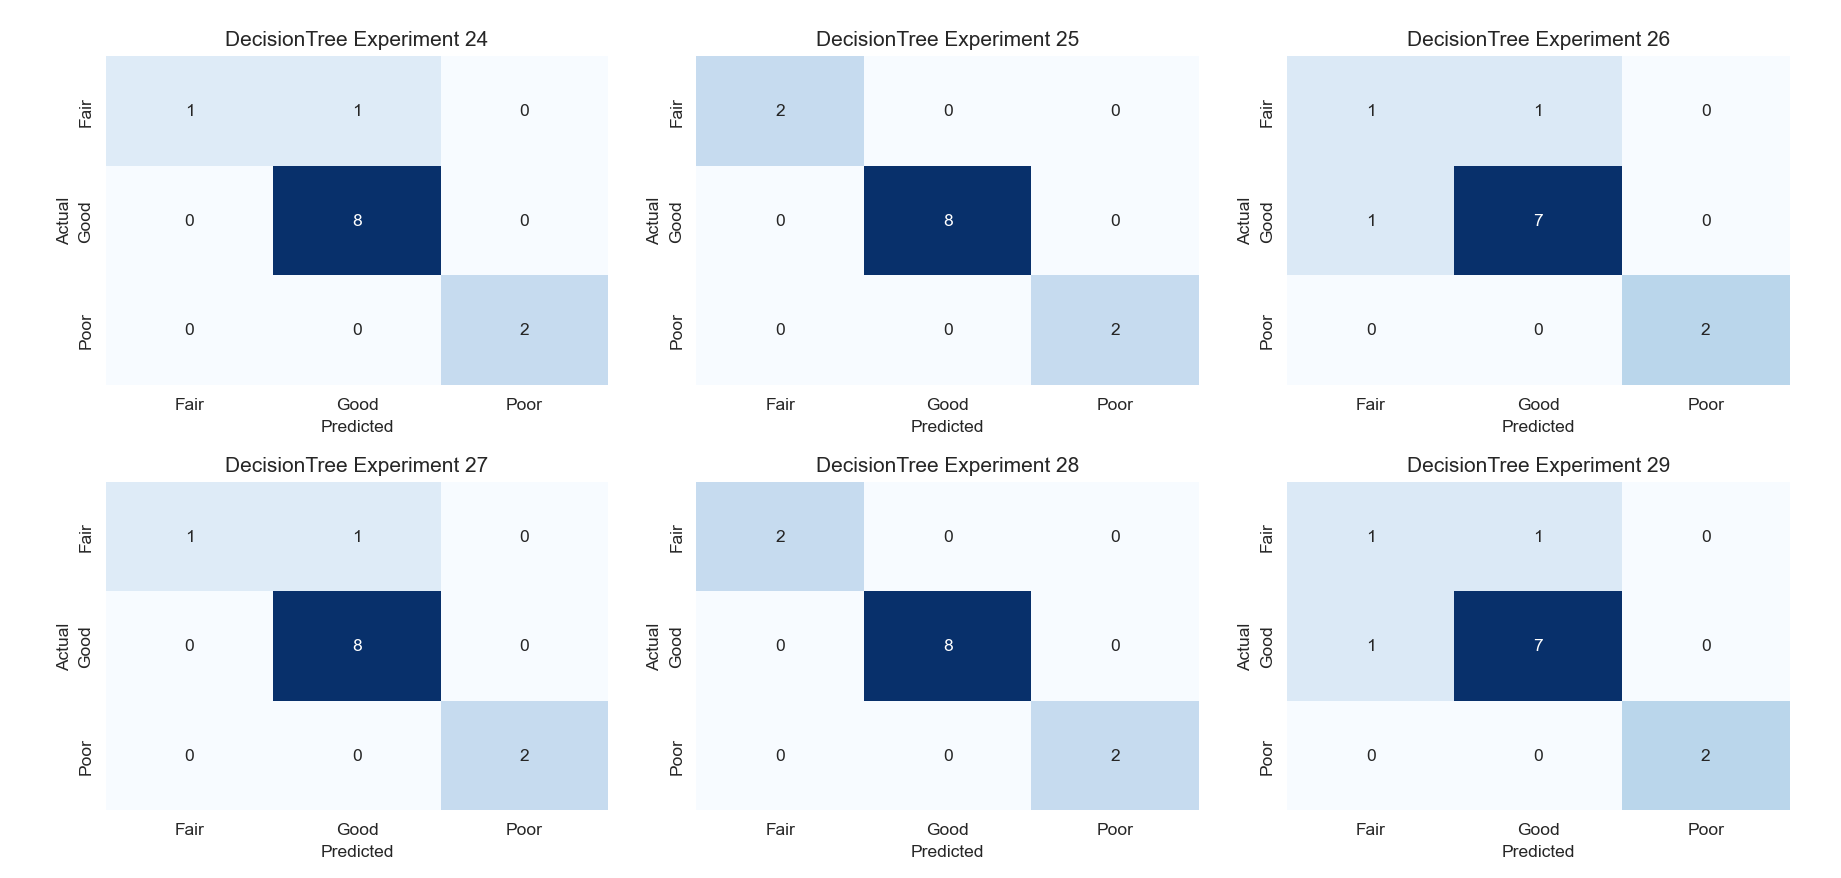 DecisionTree Experiment 24
Actual
Fair
1 1 0
Good
0 8 0
Poor
0 0 2
Fair Good Poor
Predicted
DecisionTree Experiment 25
Actual
Fair
2 0 0
Good
0 8 0
Poor
0 0 2
Fair Good Poor
Predicted
DecisionTree Experiment 26
Actual
Fair
1 1 0
Good
1 7 0
Poor
0 0 2
Fair Good Poor
Predicted
DecisionTree Experiment 27
Actual
Fair
1 1 0
Good
0 8 0
Poor
0 0 2
Fair Good Poor
Predicted
DecisionTree Experiment 28
Actual
Fair
2 0 0
Good
0 8 0
Poor
0 0 2
Fair Good Poor
Predicted
DecisionTree Experiment 29
Actual
Fair
1 1 0
Good
1 7 0
Poor
0 0 2
Fair Good Poor
Predicted